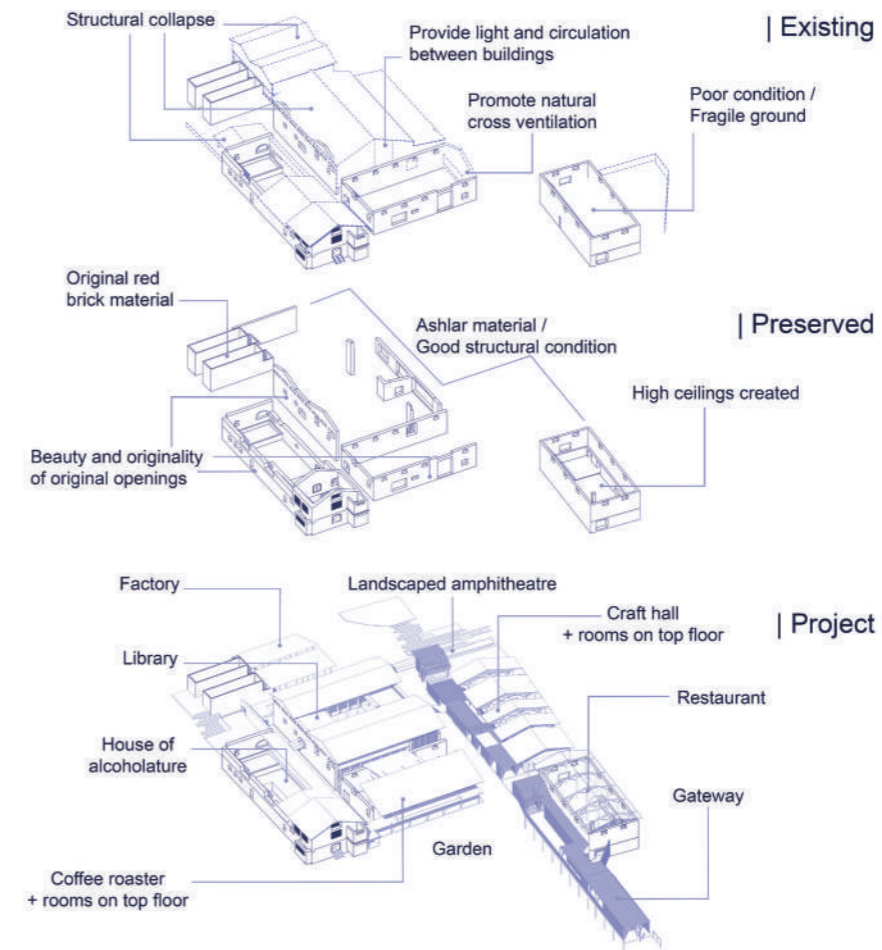 Structural collapse
Provide light and circulation
between buildings
| Existing
Promote natural
cross ventilation
Poor condition /
Fragile ground
Original red
brick material
Ashlar material /
Good structural condition
| Preserved
High ceilings created
Beauty and originality
of original openings
Factory
Landscaped amphitheatre
Craft hall
+ rooms on top floor
| Project
Library
Restaurant
House of
alcoholature
Gateway
Garden
Coffee roaster
+ rooms on top floor